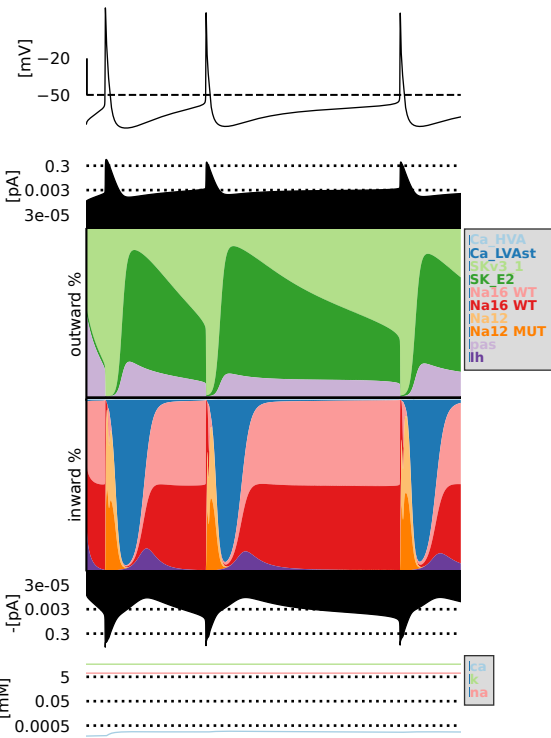 [mV]
−20
−50
[pA]
0.3
0.003
3e-05
outward %
Ca_HVA
Ca_LVAst
SKv3_1
SK_E2
Na16 WT
Na16 WT
Na12
Na12 MUT
pas
Ih
inward %
-[pA]
3e-05
0.003
0.3
[mM]
5
0.05
0.0005
ca
k
na